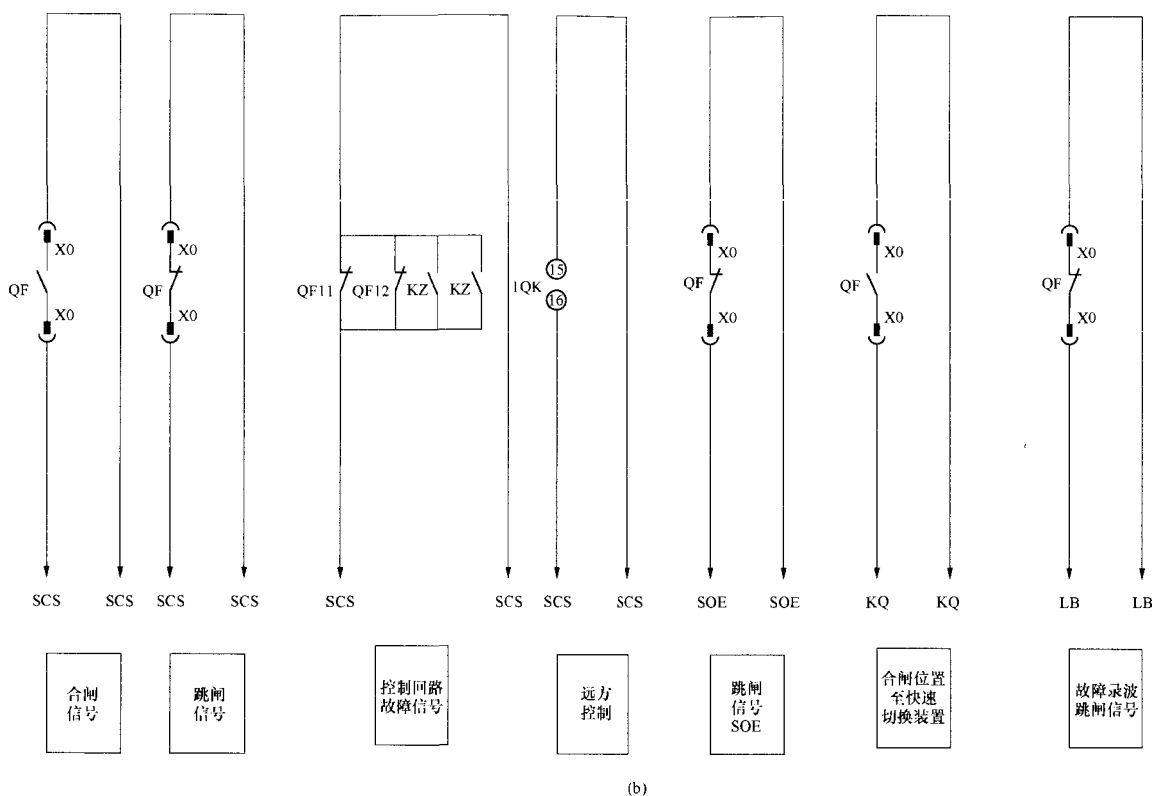 X0
X0
X0
X0
X0
QF
QF
QF11
QF12
KZ
KZ
1QK
15
16
QF
QF
QF
X0
X0
X0
X0
X0
SCS
SCS
SCS
SCS
SCS
SCS
SCS
SCS
SOE
SOE
KQ
KQ
LB
LB
合闸
信号
跳闸
信号
控制回路
故障信号
远方
控制
跳闸
信号
SOE
合闸位置
至快速
切换装置
故障录波
跳闸信号
(b)